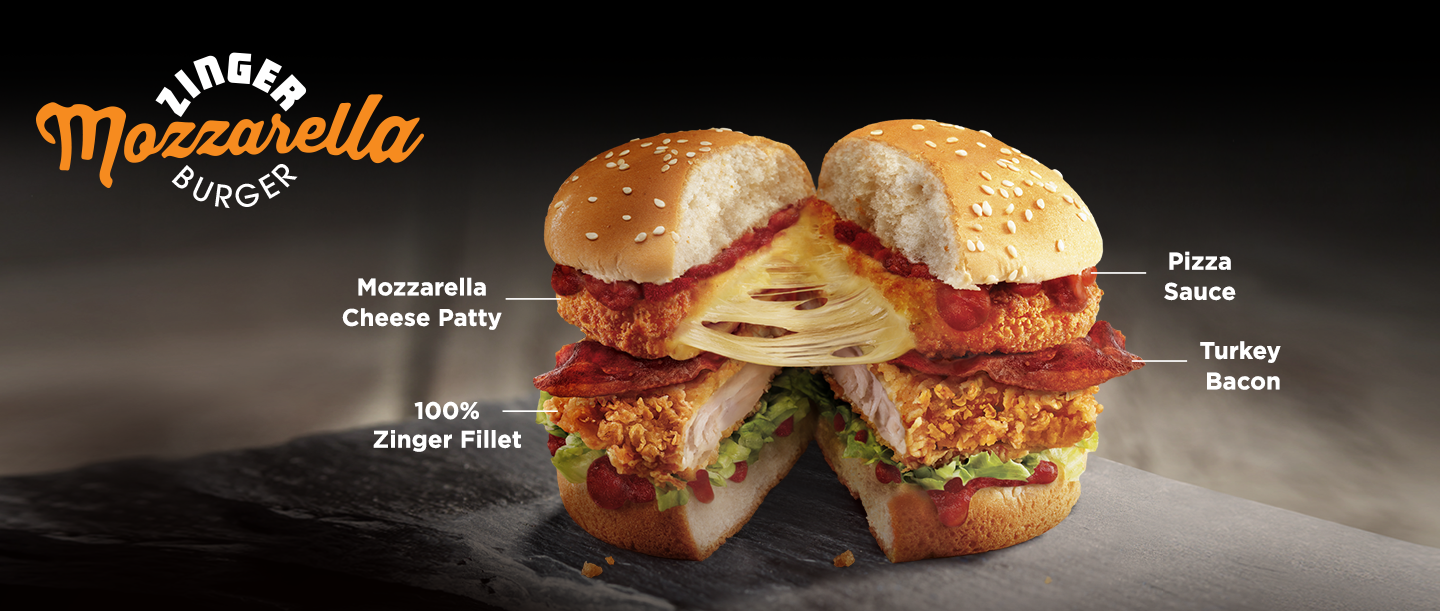 ZINGER
Mozzarella
BURGER
Mozzarella
Cheese Patty
100%
Zinger Fillet
Pizza
Sauce
Turkey
Bacon